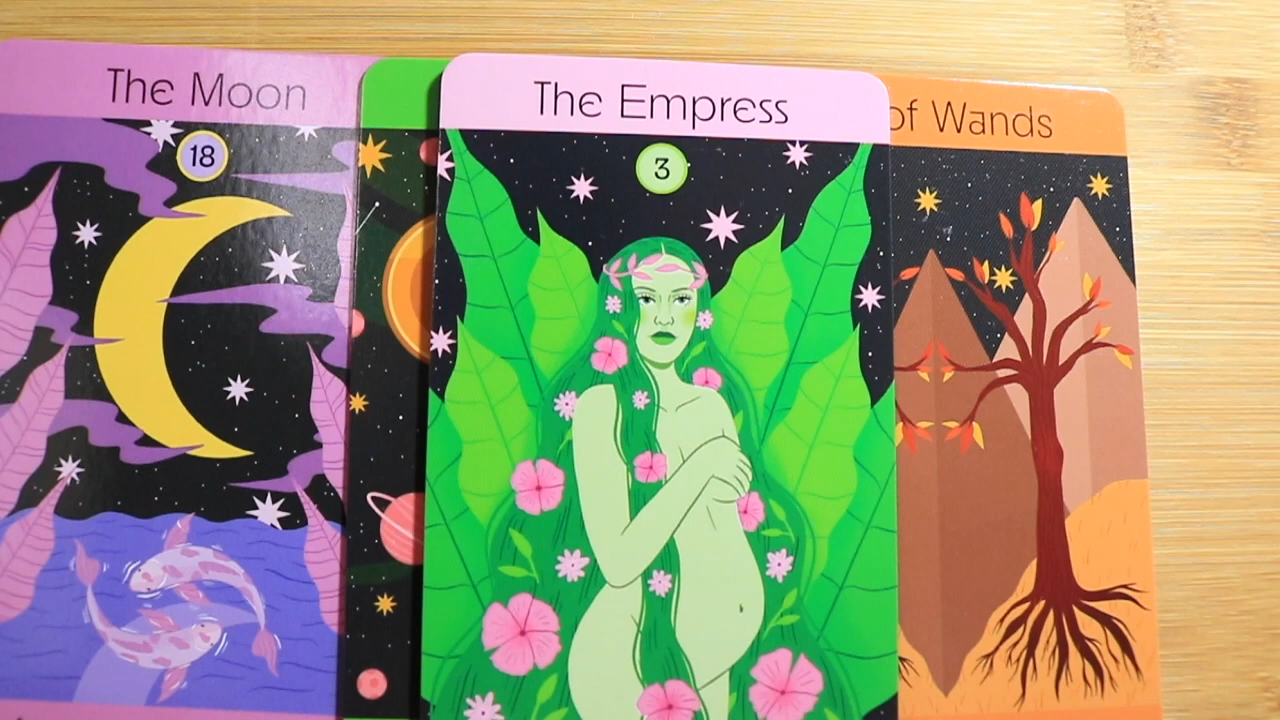 The Moon
18
The Empress
3
of Wands